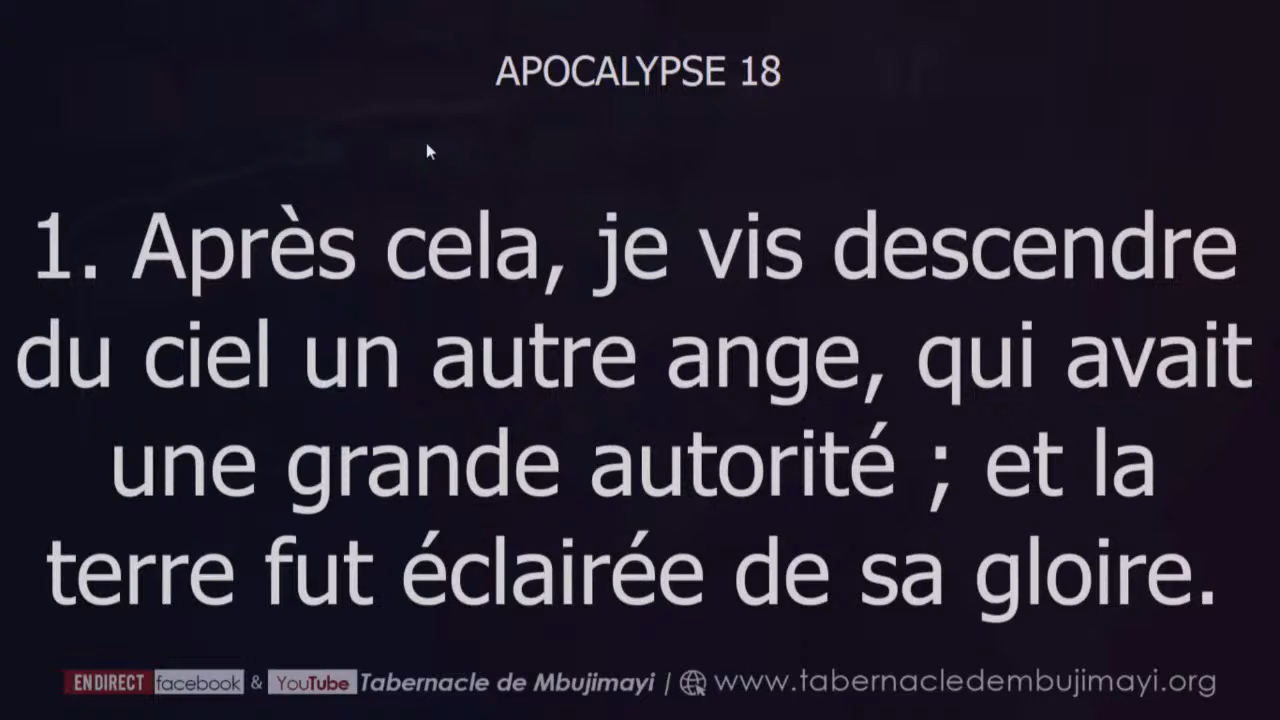 APOCALYPSE 18
1. Après cela, je vis descendre
du ciel un autre ange, qui avait
une grande autorité ; et la
terre fut éclairée de sa gloire.
EN DIRECT facebook & YouTube Tabernacle de Mbujimayi | www.tabernacledembujimayi.org